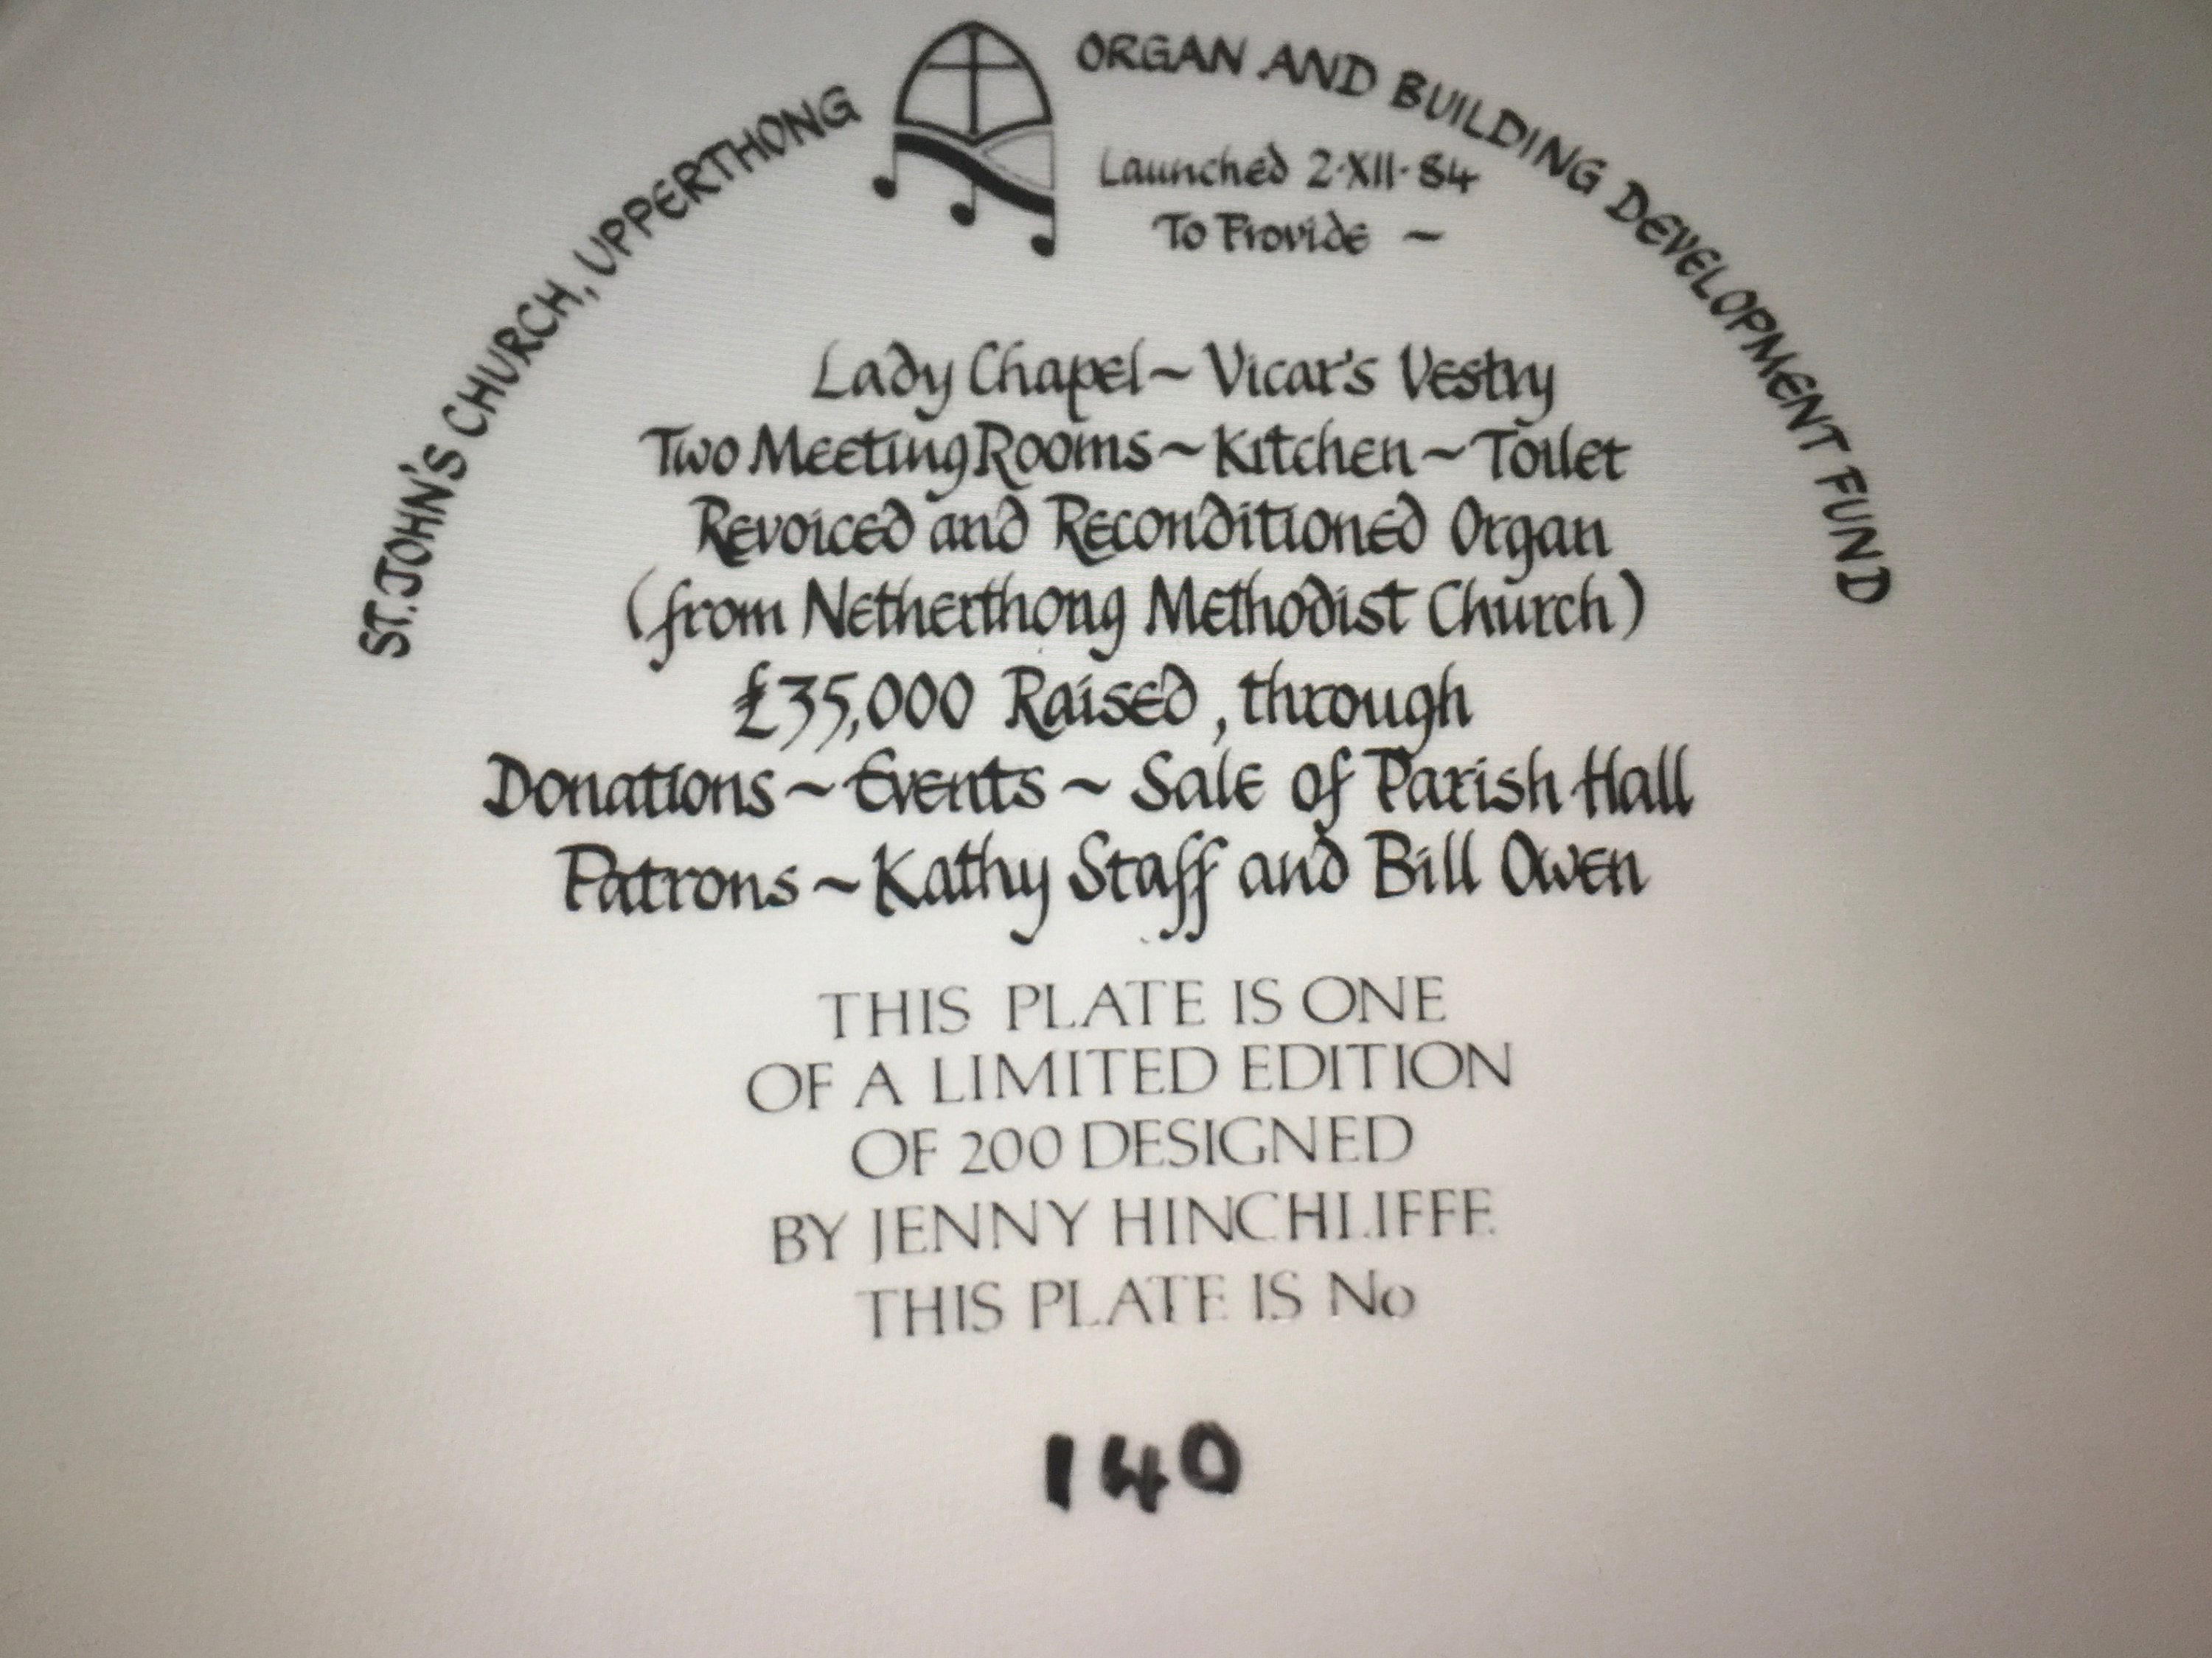 ST. JOHN'S CHURCH, UPPERTHONG
ORGAN AND BUILDING DEVELOPMENT FUND
Launched 2·XII·84
To Provide ~
Lady Chapel ~ Vicar's Vestry
Two Meeting Rooms ~ Kitchen ~ Toilet
Revoiced and Reconditioned Organ
(from Netherthong Methodist Church)
£35,000 Raised, through
Donations ~ Events ~ Sale of Parish Hall
Patrons ~ Kathy Staff and Bill Owen
THIS PLATE IS ONE
OF A LIMITED EDITION
OF 200 DESIGNED
BY JENNY HINCHLIFFE
THIS PLATE IS No
140